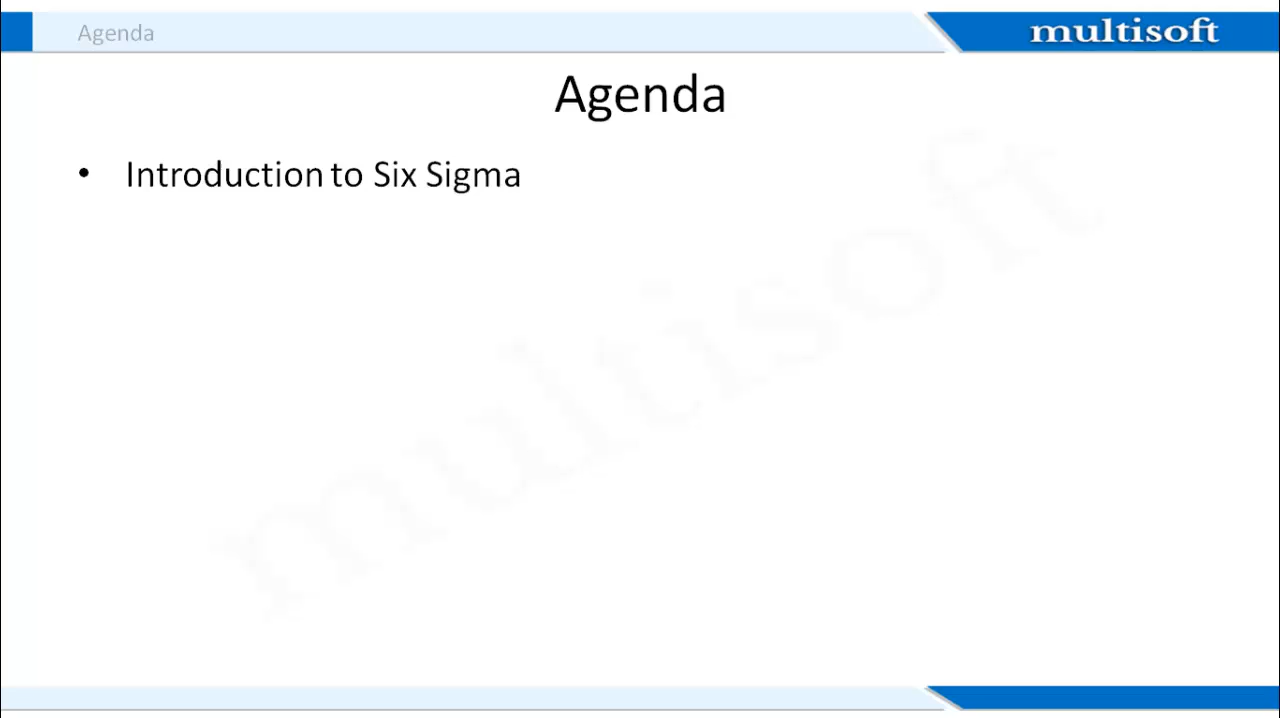 Agenda
multisoft
Agenda
• Introduction to Six Sigma
multisoft